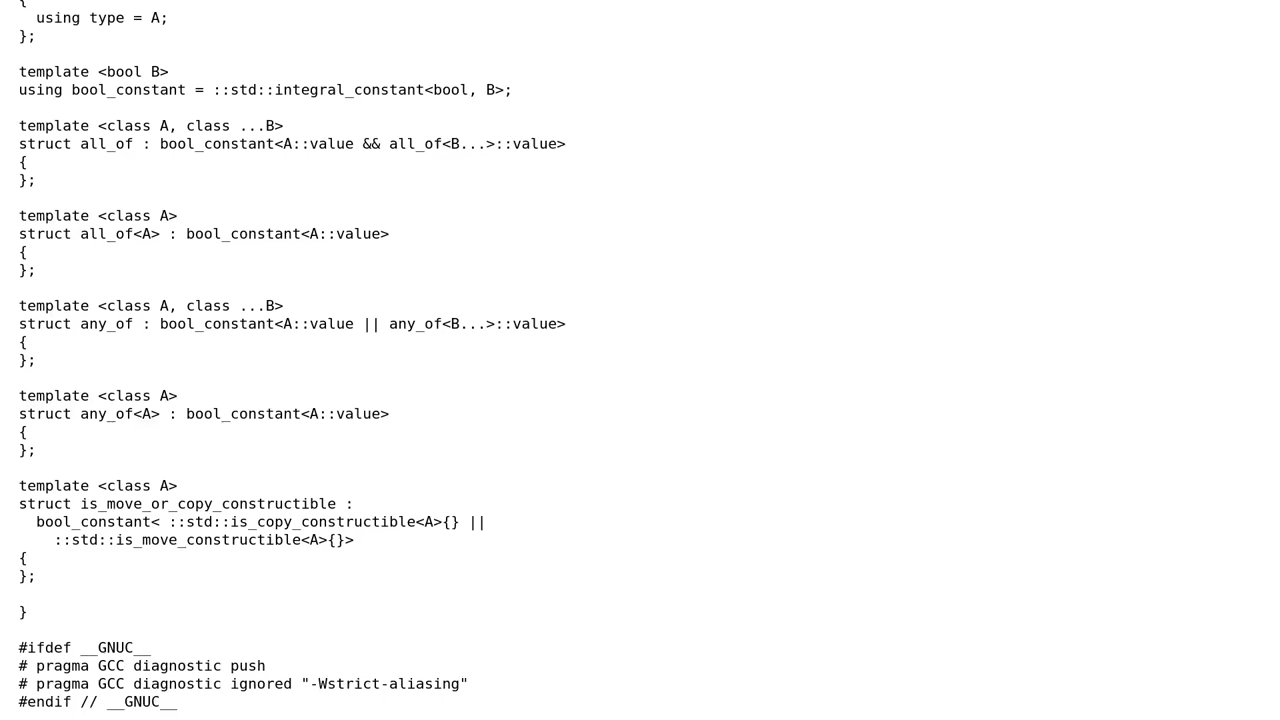 {
  using type = A;
};

template <bool B>
using bool_constant = ::std::integral_constant<bool, B>;

template <class A, class ...B>
struct all_of : bool_constant<A::value && all_of<B...>::value>
{
};

template <class A>
struct all_of<A> : bool_constant<A::value>
{
};

template <class A, class ...B>
struct any_of : bool_constant<A::value || any_of<B...>::value>
{
};

template <class A>
struct any_of<A> : bool_constant<A::value>
{
};

template <class A>
struct is_move_or_copy_constructible :
  bool_constant< ::std::is_copy_constructible<A>{} ||
    ::std::is_move_constructible<A>{}>
{
};

}

#ifdef __GNUC__
# pragma GCC diagnostic push
# pragma GCC diagnostic ignored "-Wstrict-aliasing"
#endif // __GNUC__